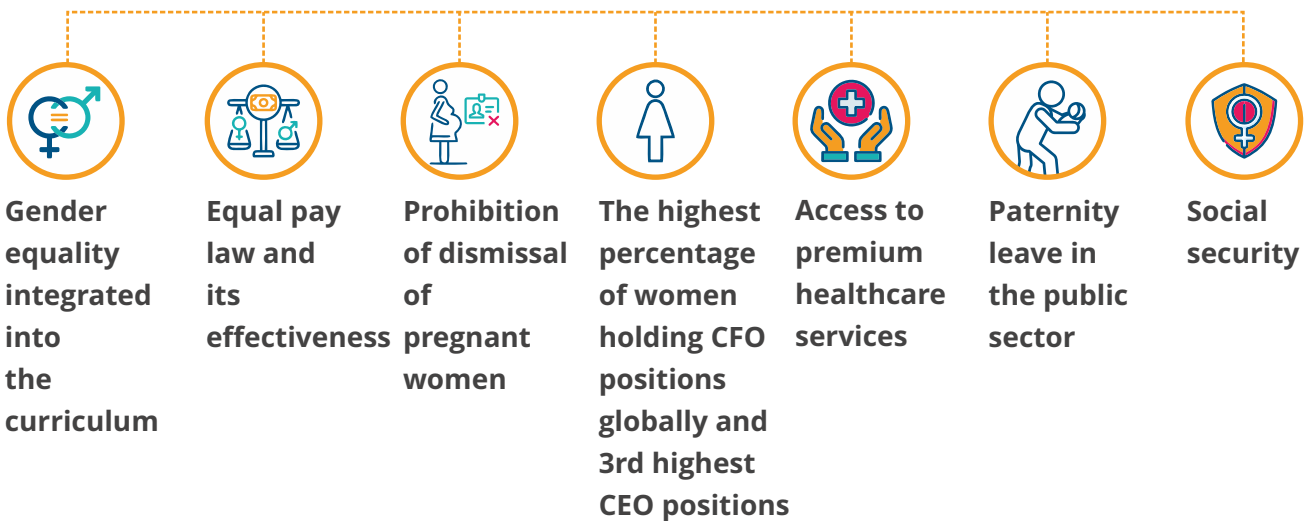 Gender
equality
integrated
into
the
curriculum
Equal pay
law and
its
effectiveness
Prohibition
of dismissal
of
pregnant
women
The highest
percentage
of women
holding CFO
positions
globally and
3rd highest
CEO positions
Access to
premium
healthcare
services
Paternity
leave in
the public
sector
Social
security